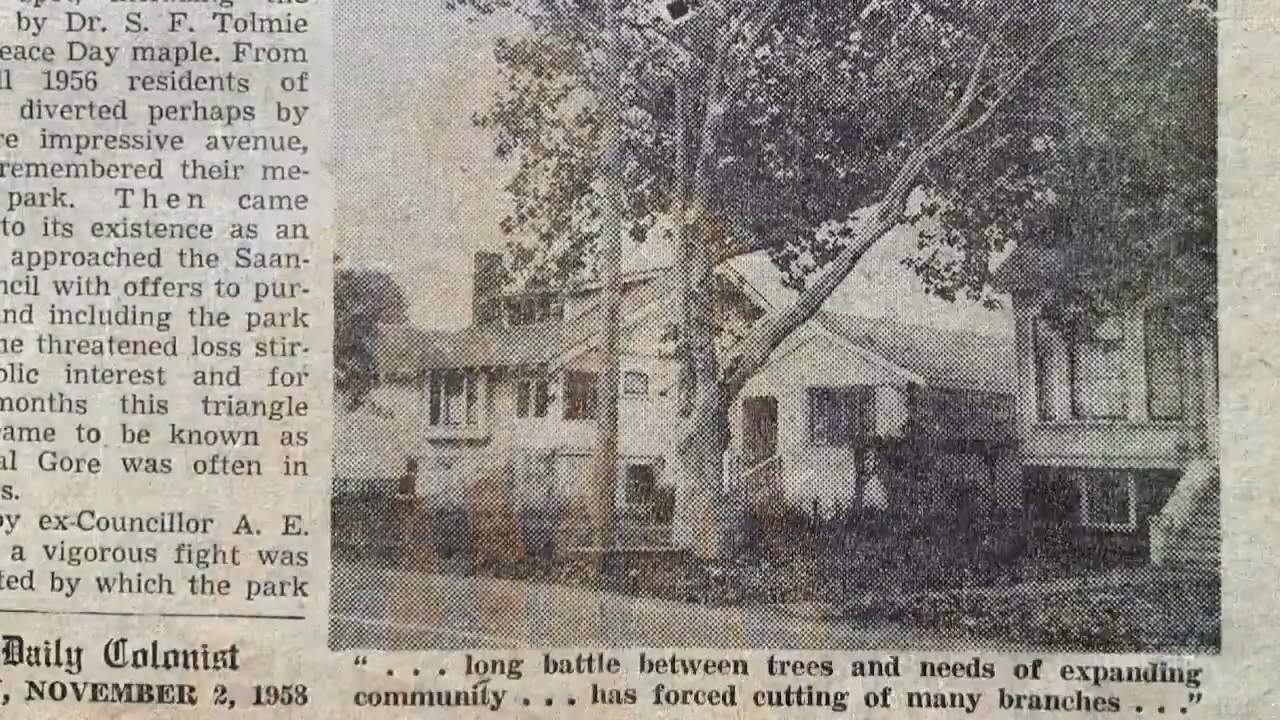 by Dr. S. F. Tolmie
eace Day maple. From
ll 1956 residents of
diverted perhaps by
re impressive avenue,
remembered their me-
park. Then came
to its existence as an
approached the Saan-
ncil with offers to pur-
nd including the park
ne threatened loss stir-
blic interest and for
months this triangle
ame to be known as
al Gore was often in
s.
by ex-Councillor A. E.
a vigorous fight was
ted by which the park
Daily Colonist
, NOVEMBER 2, 1958
" . . . long battle between trees and needs of expanding
community . . . has forced cutting of many branches . . ."